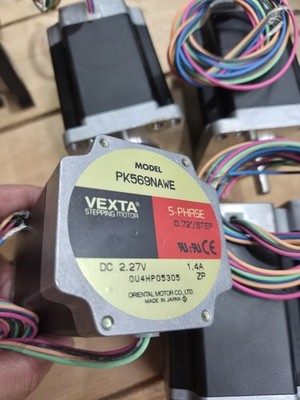 MODEL
PK569NAWE
VEXTA
STEPPING MOTOR
5-PHASE
0.72°/STEP
DC 2.27V 1.4A
0U4HP05305 ZP
ORIENTAL MOTOR CO.,LTD.
MADE IN JAPAN